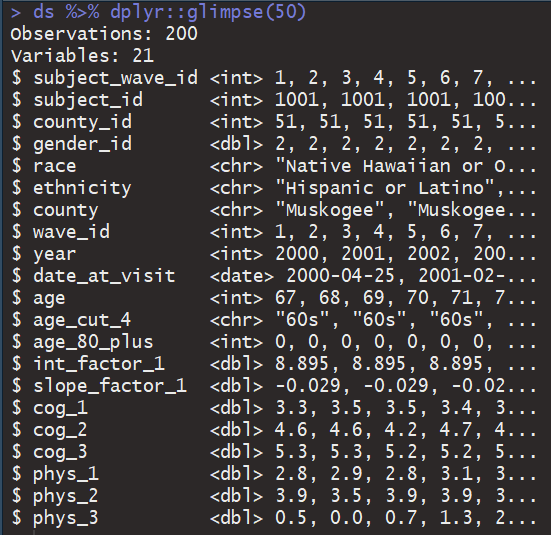 > ds %>% dplyr::glimpse(50)
Observations: 200
Variables: 21
$ subject_wave_id <int> 1, 2, 3, 4, 5, 6, 7, ...
$ subject_id      <int> 1001, 1001, 1001, 100...
$ county_id       <int> 51, 51, 51, 51, 51, 5...
$ gender_id       <dbl> 2, 2, 2, 2, 2, 2, 2, ...
$ race            <chr> "Native Hawaiian or O...
$ ethnicity       <chr> "Hispanic or Latino",...
$ county          <chr> "Muskogee", "Muskogee...
$ wave_id         <int> 1, 2, 3, 4, 5, 6, 7, ...
$ year            <int> 2000, 2001, 2002, 200...
$ date_at_visit   <date> 2000-04-25, 2001-02-...
$ age             <int> 67, 68, 69, 70, 71, 7...
$ age_cut_4       <chr> "60s", "60s", "60s", ...
$ age_80_plus     <int> 0, 0, 0, 0, 0, 0, 0, ...
$ int_factor_1    <dbl> 8.895, 8.895, 8.895, ...
$ slope_factor_1  <dbl> -0.029, -0.029, -0.02...
$ cog_1           <dbl> 3.3, 3.5, 3.5, 3.4, 3...
$ cog_2           <dbl> 4.6, 4.6, 4.2, 4.7, 4...
$ cog_3           <dbl> 5.3, 5.3, 5.2, 5.2, 5...
$ phys_1          <dbl> 2.8, 2.9, 2.8, 3.1, 3...
$ phys_2          <dbl> 3.9, 3.5, 3.9, 3.9, 3...
$ phys_3          <dbl> 0.5, 0.0, 0.7, 1.3, 2...